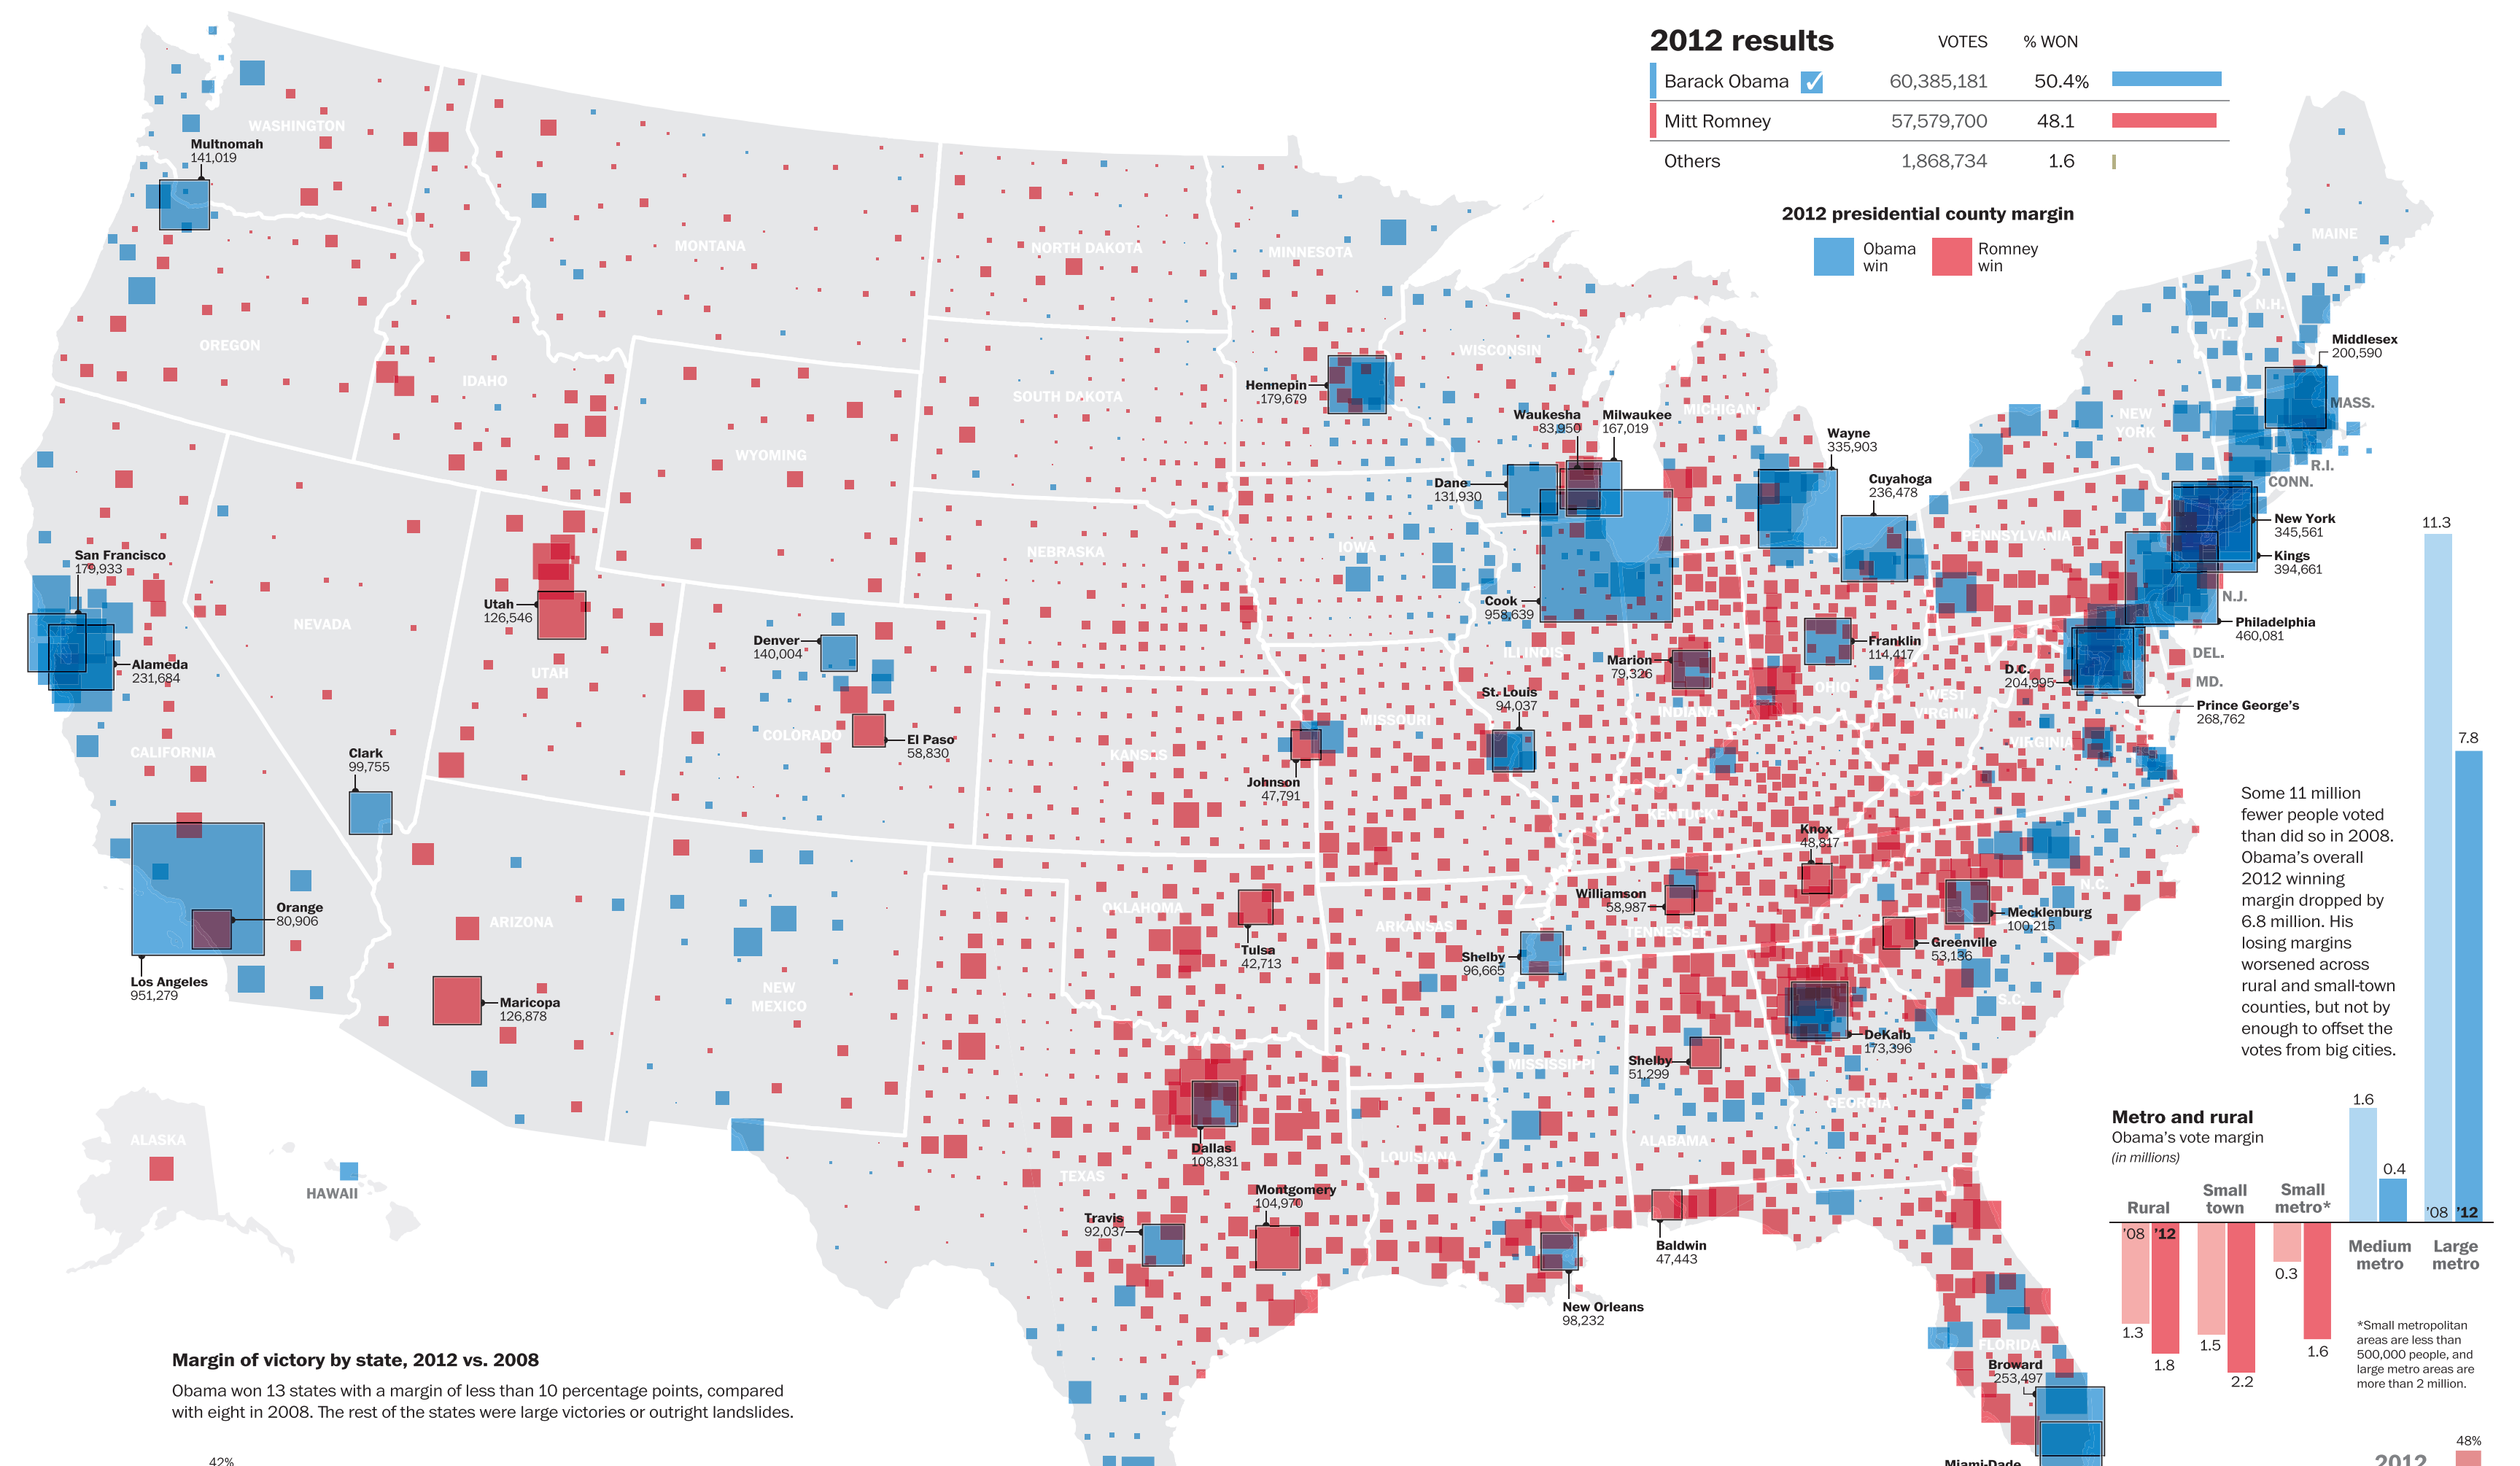 2012 results
VOTES
% WON
Barack Obama
60,385,181
50.4%
Mitt Romney
57,579,700
48.1
Others
1,868,734
1.6
2012 presidential county margin
Obama
win
Romney
win
WASHINGTON
Multnomah
141,019
OREGON
IDAHO
MONTANA
NORTH DAKOTA
MINNESOTA
SOUTH DAKOTA
WYOMING
NEBRASKA
WISCONSIN
MICHIGAN
IOWA
ILLINOIS
INDIANA
OHIO
PENNSYLVANIA
NEW
YORK
VT.
N.H.
MAINE
MASS.
R.I.
CONN.
N.J.
DEL.
MD.
WEST
VIRGINIA
VIRGINIA
KENTUCKY
TENNESSEE
N.C.
S.C.
GEORGIA
ALABAMA
MISSISSIPPI
LOUISIANA
ARKANSAS
MISSOURI
KANSAS
OKLAHOMA
TEXAS
NEW
MEXICO
COLORADO
UTAH
ARIZONA
NEVADA
CALIFORNIA
FLORIDA
ALASKA
HAWAII
Hennepin
179,679
Waukesha
83,950
Milwaukee
167,019
Dane
131,930
Wayne
335,903
Cuyahoga
236,478
Middlesex
200,590
New York
345,561
Kings
394,661
Philadelphia
460,081
D.C.
204,995
Prince George's
268,762
San Francisco
179,933
Alameda
231,684
Utah
126,546
Denver
140,004
El Paso
58,830
Clark
99,755
Cook
958,639
Marion
79,326
Franklin
114,417
St. Louis
94,037
Johnson
47,791
Orange
80,906
Los Angeles
951,279
Maricopa
126,878
Tulsa
42,713
Knox
48,817
Williamson
58,987
Shelby
96,665
Mecklenburg
100,215
Greenville
53,136
DeKalb
173,396
Shelby
51,299
Dallas
108,831
Travis
92,037
Montgomery
104,970
Baldwin
47,443
New Orleans
98,232
Broward
253,497
Miami-Dade
Some 11 million
fewer people voted
than did so in 2008.
Obama's overall
2012 winning
margin dropped by
6.8 million. His
losing margins
worsened across
rural and small-town
counties, but not by
enough to offset the
votes from big cities.
Metro and rural
Obama's vote margin
(in millions)
Rural
Small
town
Small
metro*
Medium
metro
Large
metro
'08
'12
1.3
1.8
1.5
2.2
0.3
1.6
1.6
0.4
11.3
7.8
'08
'12
*Small metropolitan
areas are less than
500,000 people, and
large metro areas are
more than 2 million.
Margin of victory by state, 2012 vs. 2008
Obama won 13 states with a margin of less than 10 percentage points, compared
with eight in 2008. The rest of the states were large victories or outright landslides.
42%
2012
48%